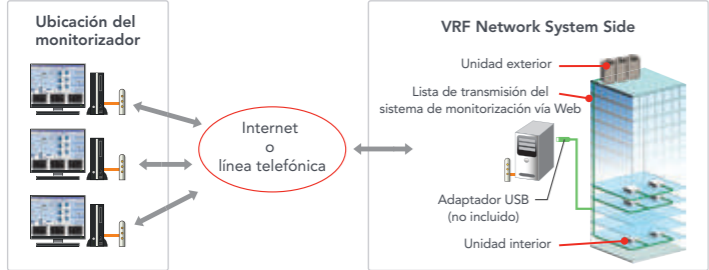 Ubicación del
monitorizador
Internet
o
línea telefónica
VRF Network System Side
Unidad exterior
Lista de transmisión del
sistema de monitorización vía Web
Adaptador USB
(no incluido)
Unidad interior